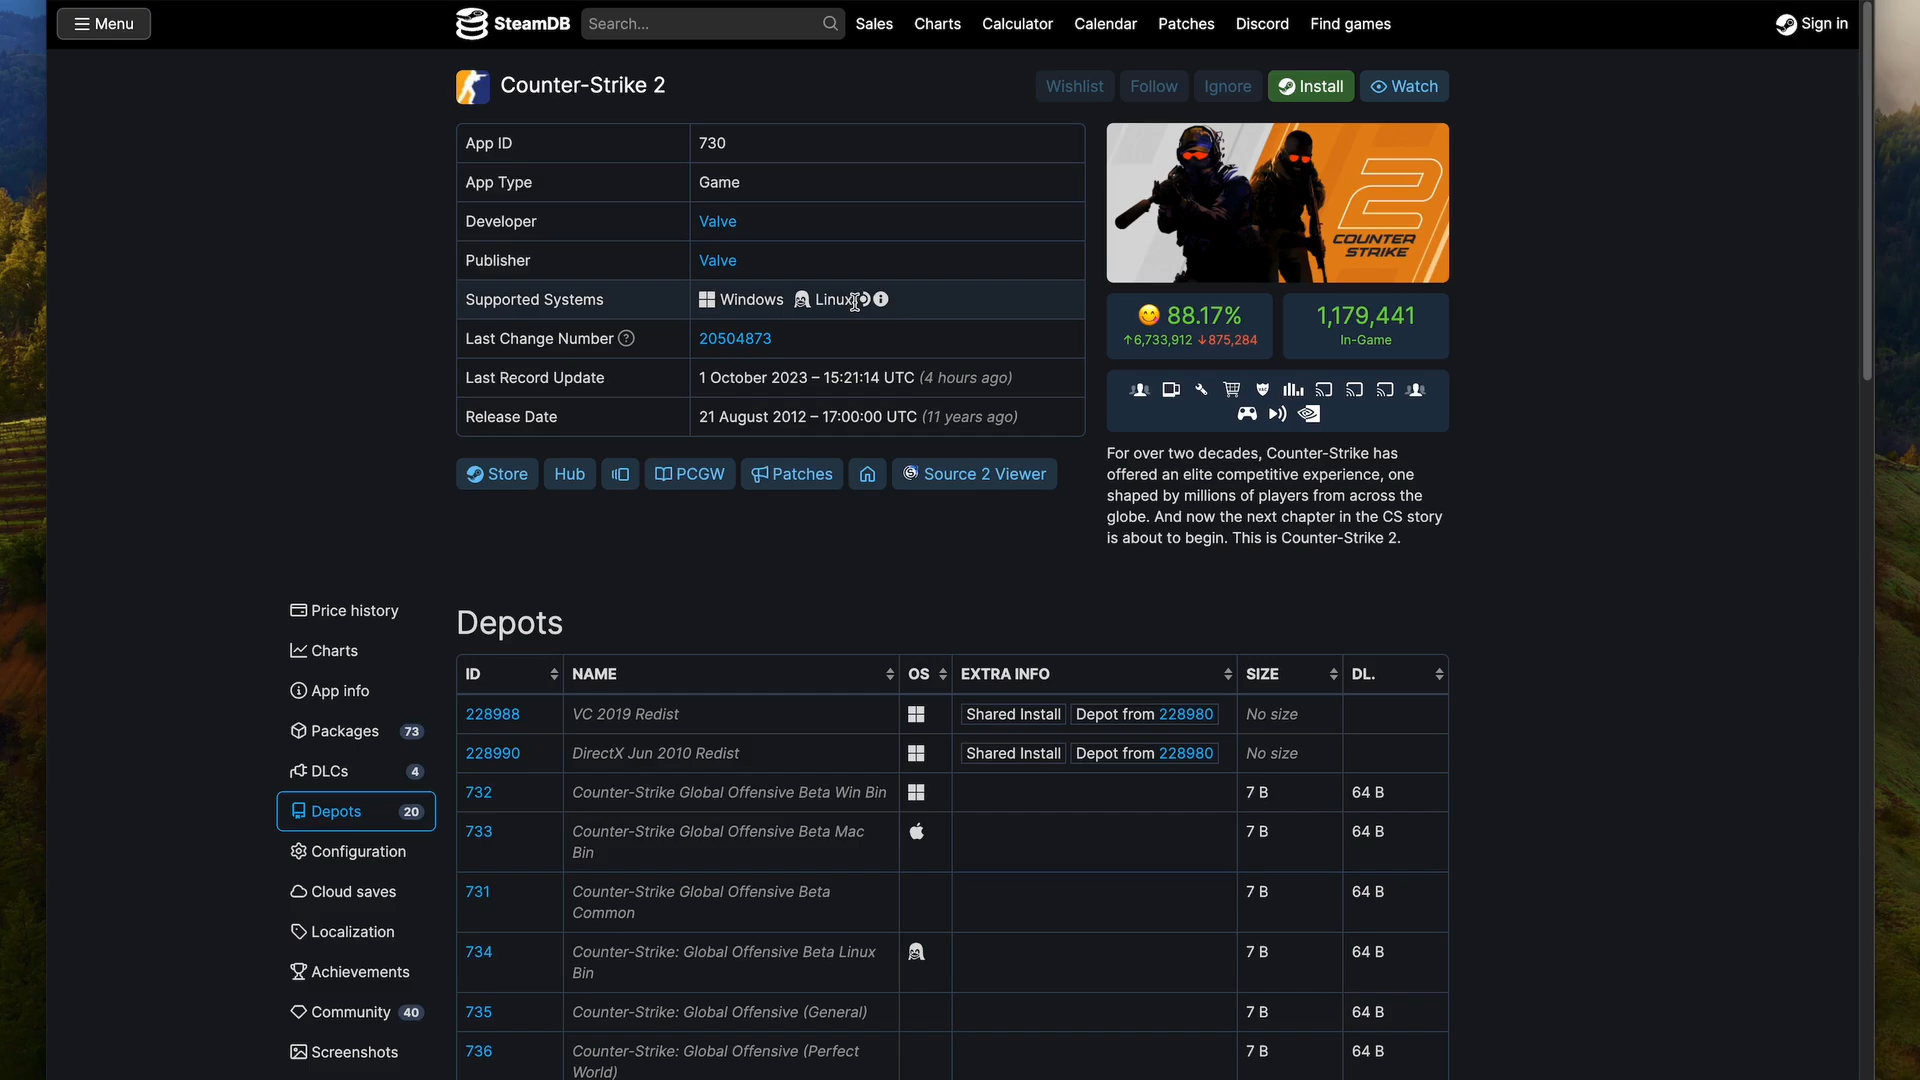 Menu
SteamDB
Search...
Sales
Charts
Calculator
Calendar
Patches
Discord
Find games
Sign in
Counter-Strike 2
Wishlist
Follow
Ignore
Install
Watch
App ID 730
App Type Game
Developer Valve
Publisher Valve
Supported Systems Windows Linux
Last Change Number ? 20504873
Last Record Update 1 October 2023 – 15:21:14 UTC (4 hours ago)
Release Date 21 August 2012 – 17:00:00 UTC (11 years ago)
2
COUNTER
STRIKE
88.17%
↑6,733,912 ↓875,284
1,179,441
In-Game
Store
Hub
PCGW
Patches
Source 2 Viewer
For over two decades, Counter-Strike has
offered an elite competitive experience, one
shaped by millions of players from across the
globe. And now the next chapter in the CS story
is about to begin. This is Counter-Strike 2.
Price history
Charts
App info
Packages 73
DLCs 4
Depots 20
Configuration
Cloud saves
Localization
Achievements
Community 40
Screenshots
Depots
ID NAME OS EXTRA INFO SIZE DL.
228988 VC 2019 Redist Shared Install Depot from 228980 No size
228990 DirectX Jun 2010 Redist Shared Install Depot from 228980 No size
732 Counter-Strike Global Offensive Beta Win Bin 7 B 64 B
733 Counter-Strike Global Offensive Beta Mac 7 B 64 B
Bin
731 Counter-Strike Global Offensive Beta 7 B 64 B
Common
734 Counter-Strike: Global Offensive Beta Linux 7 B 64 B
Bin
735 Counter-Strike: Global Offensive (General) 7 B 64 B
736 Counter-Strike: Global Offensive (Perfect 7 B 64 B
World)